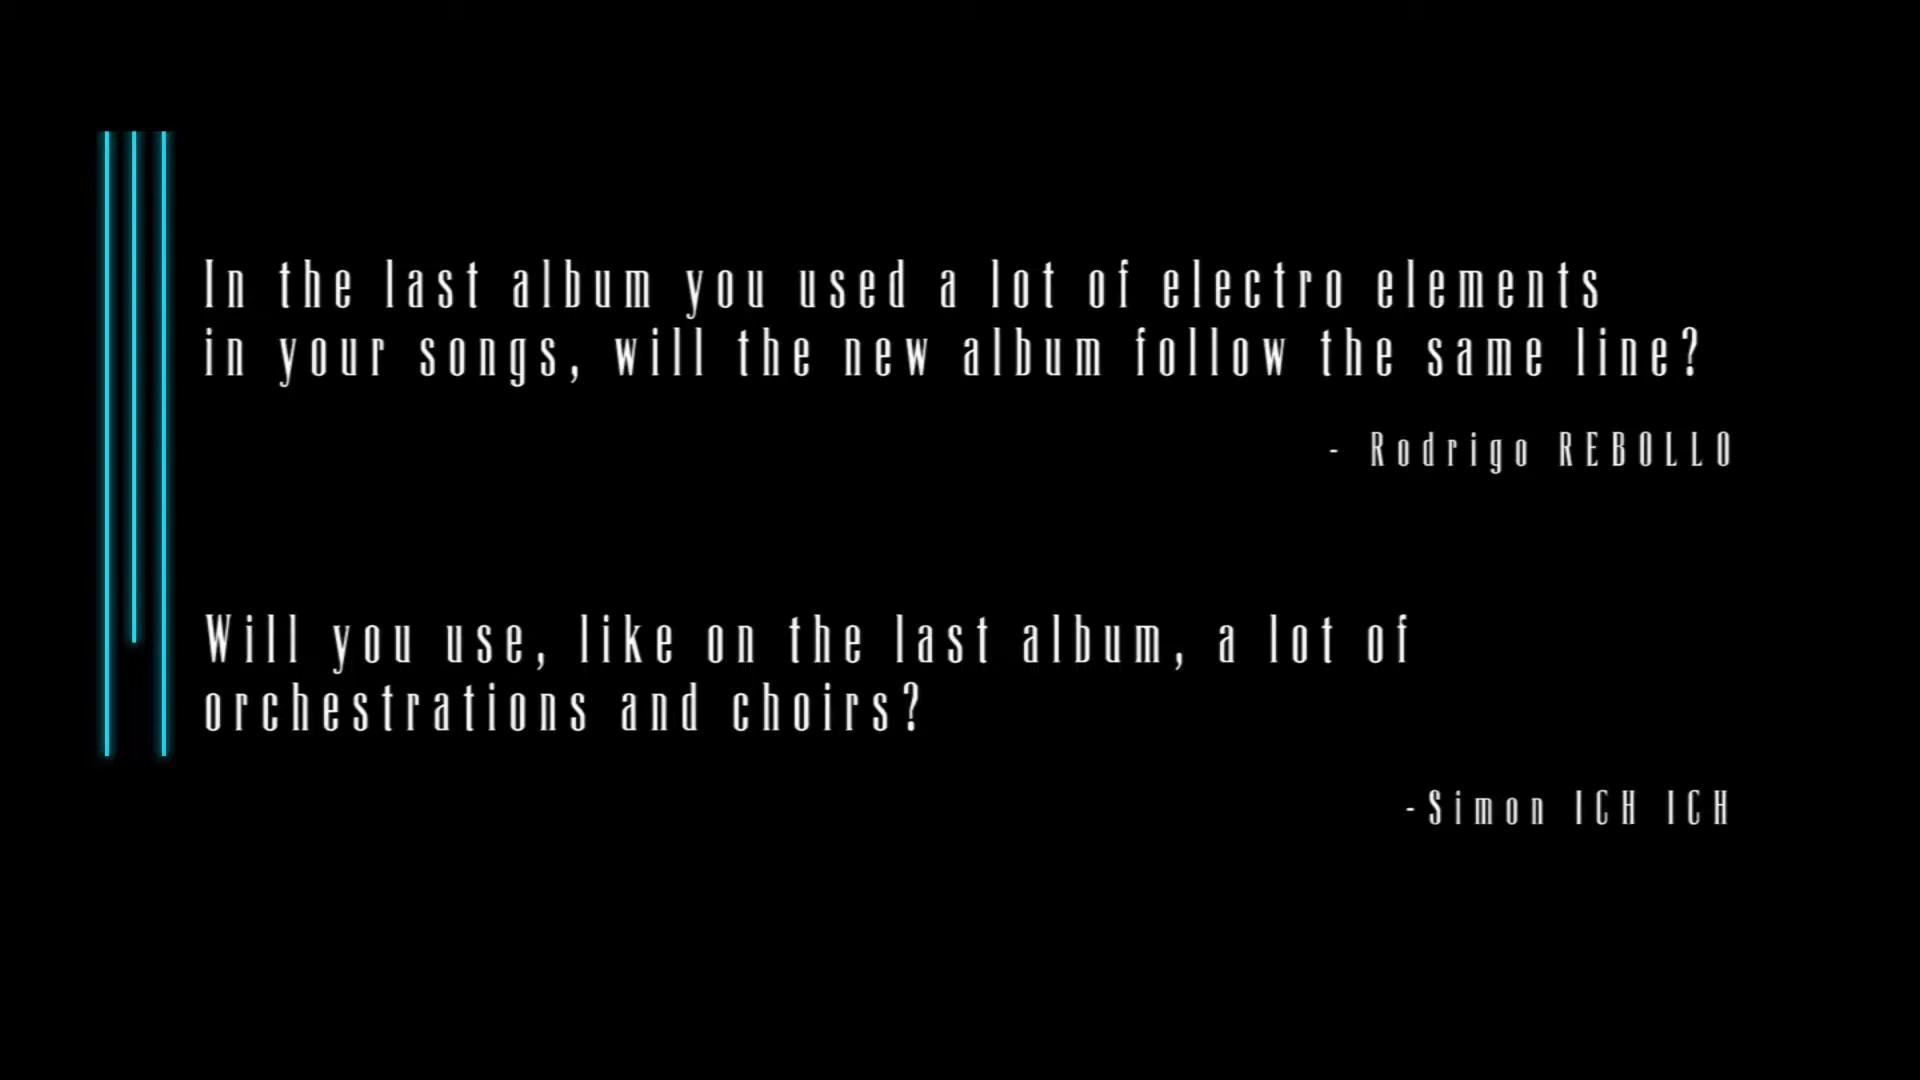 In the last album you used a lot of electro elements
in your songs, will the new album follow the same line?
- Rodrigo REBOLLO
Will you use, like on the last album, a lot of
orchestrations and choirs?
-Simon ICH ICH